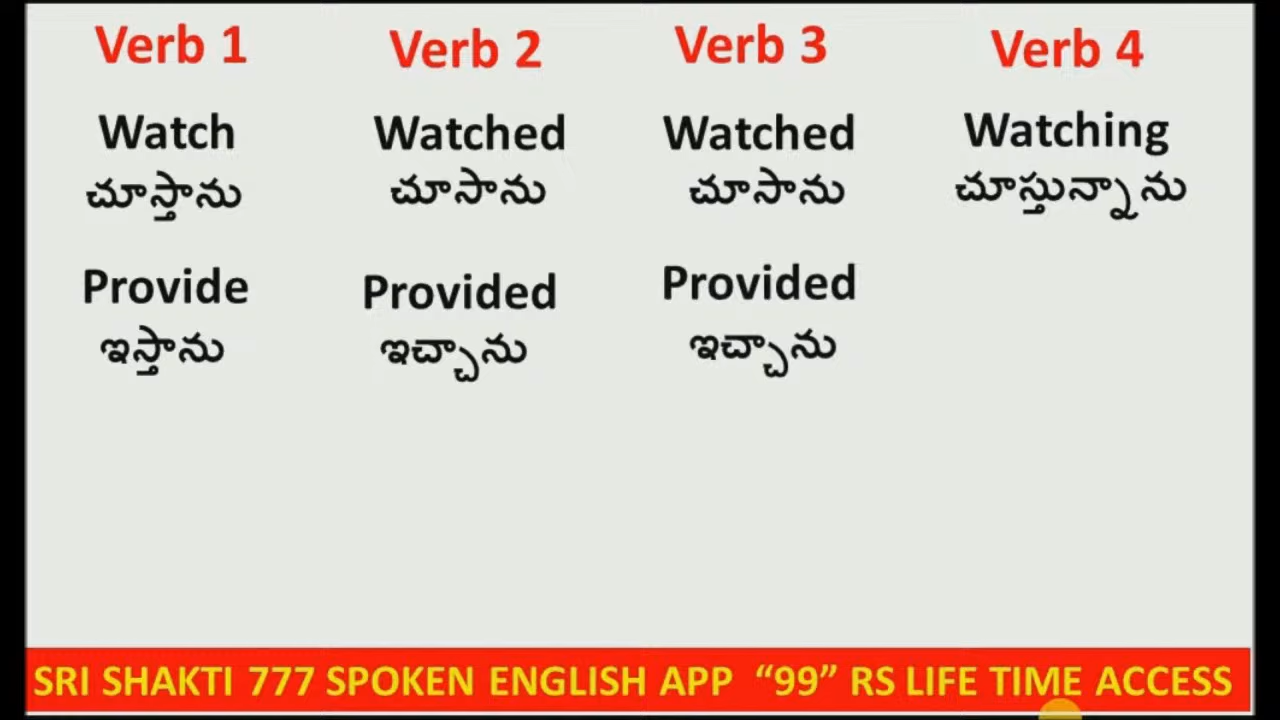 Verb 1 Verb 2 Verb 3 Verb 4
Watch Watched Watched Watching
చూస్తాను చూసాను చూసాను చూస్తున్నాను
Provide Provided Provided
ఇస్తాను ఇచ్చాను ఇచ్చాను
SRI SHAKTI 777 SPOKEN ENGLISH APP “99” RS LIFE TIME ACCESS